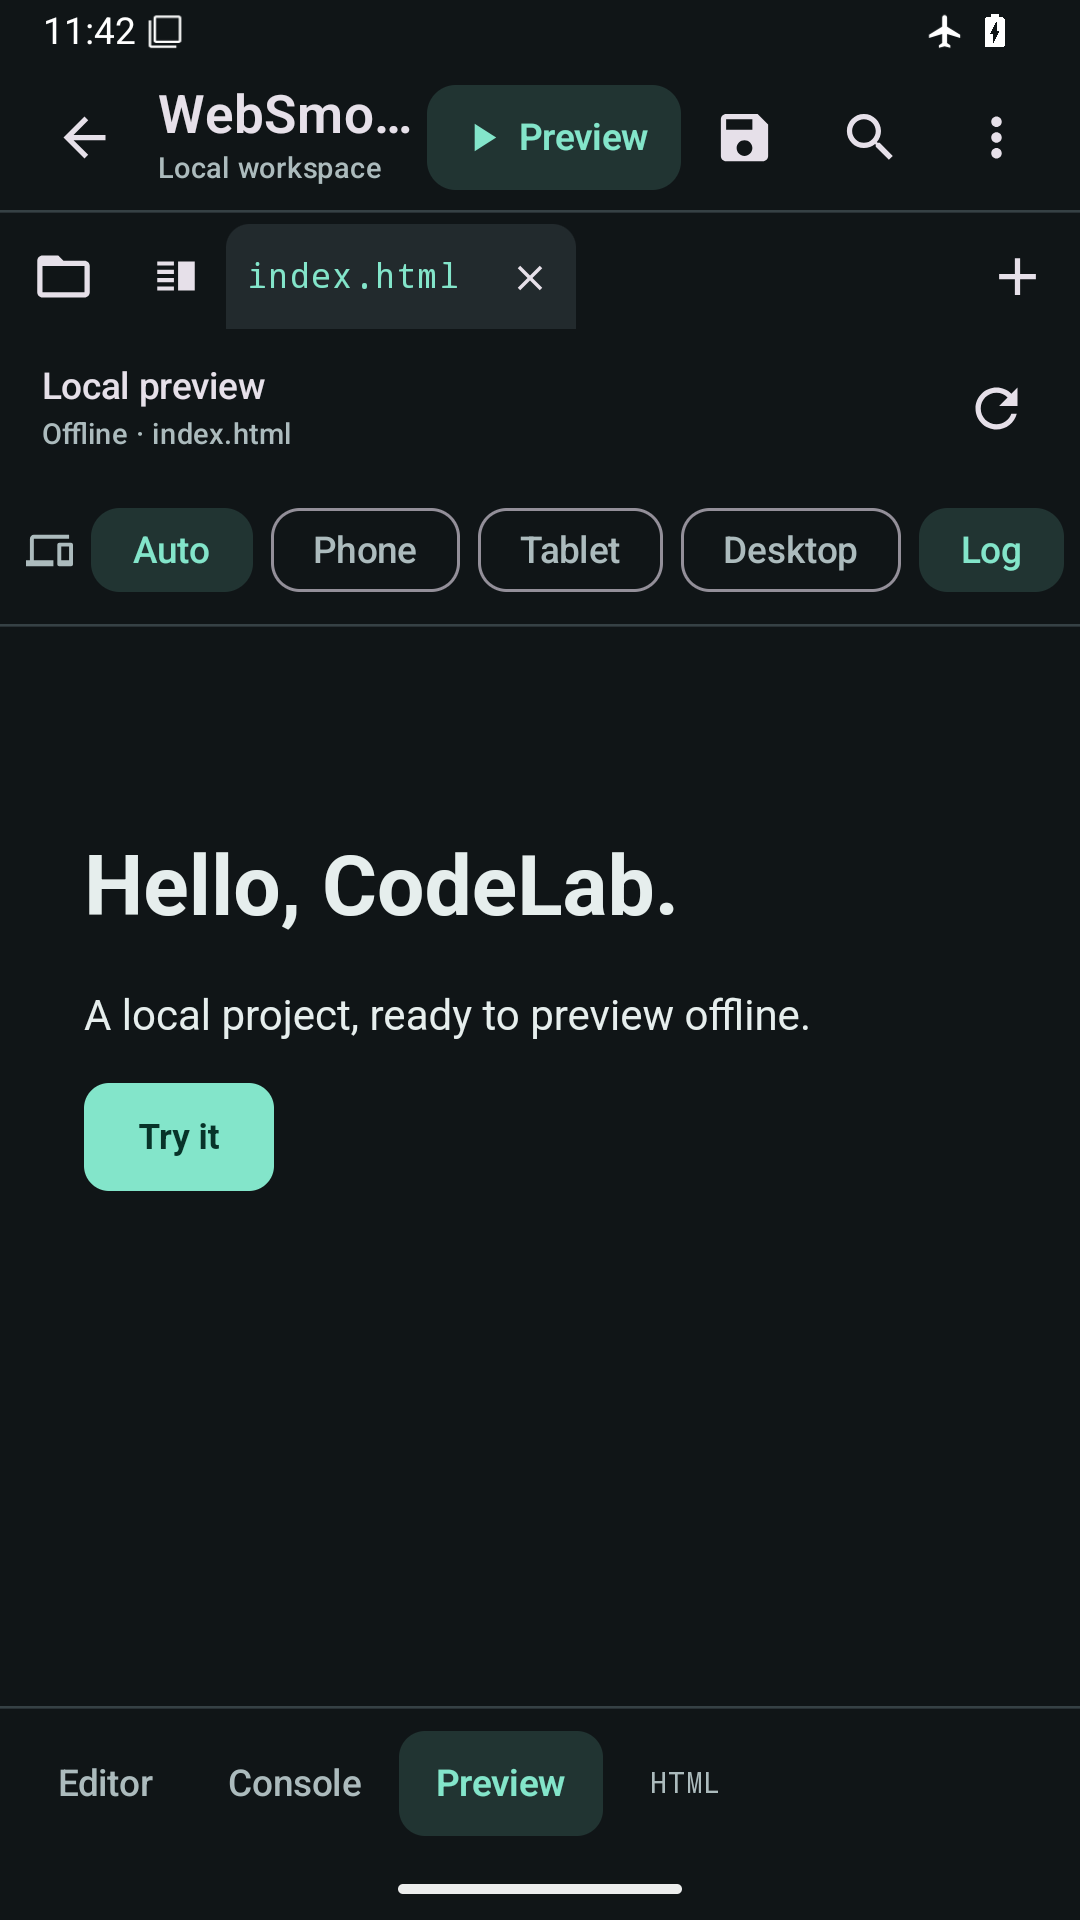 11:42
WebSmo...
Local workspace
Preview
index.html
Local preview
Offline · index.html
Auto
Phone
Tablet
Desktop
Log
Hello, CodeLab.
A local project, ready to preview offline.
Try it
Editor
Console
Preview
HTML